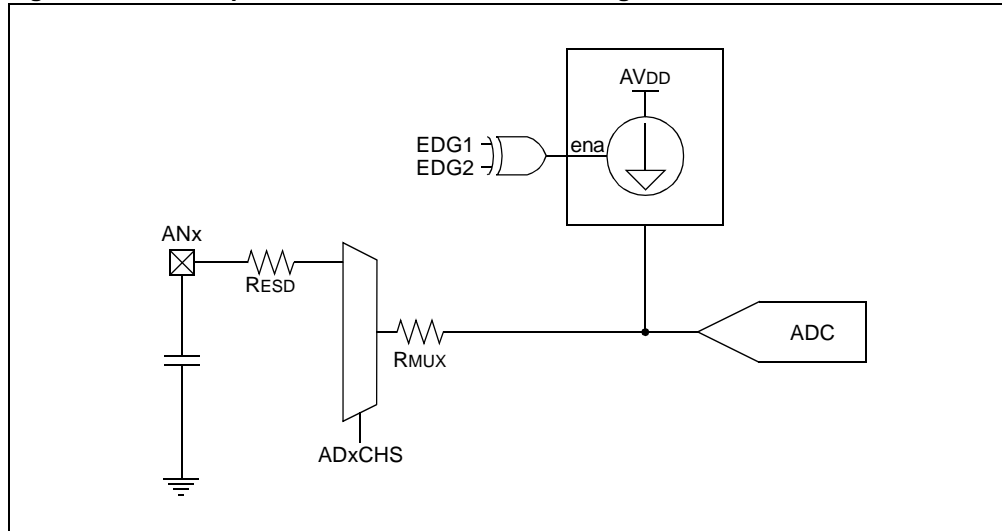 AVDD
EDG1
EDG2
ena
ANx
RESD
RMUX
ADC
ADxCHS